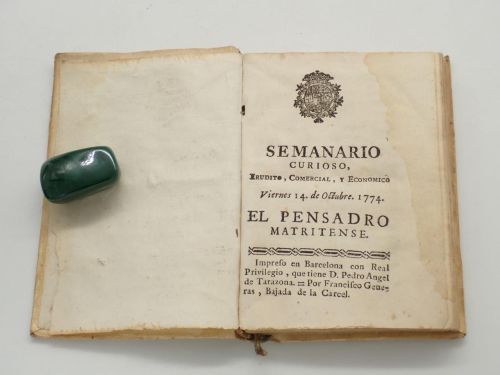 SEMANARIO
CURIOSO,
ERUDITO, COMERCIAL, Y ECONOMICO
Viernes 14. de Octubre. 1774.
EL PENSADRO
MATRITENSE.
Impreſo en Barcelona con Real
Privilegio, que tiene D. Pedro Angel
de Tarazona. = Por Franciſco Gene-
ras, Bajada de la Carcel.